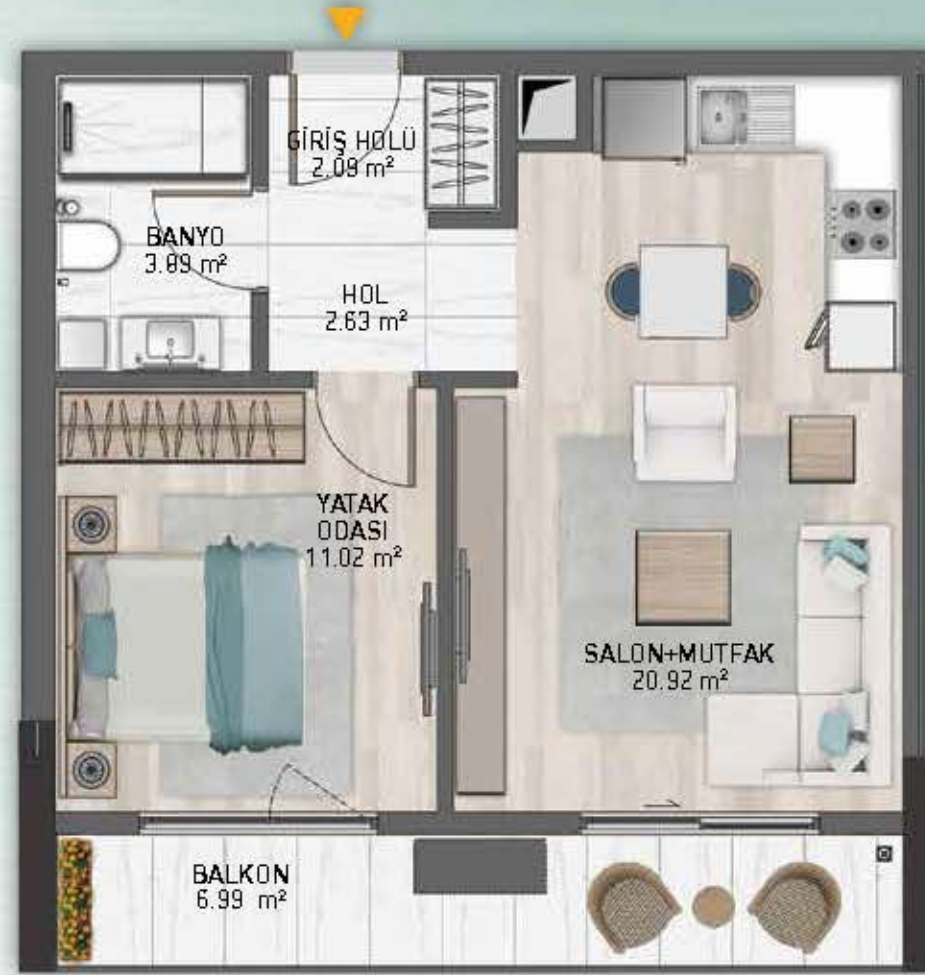 GİRİŞ HOLÜ
2.09 m²
BANYO
3.89 m²
HOL
2.63 m²
YATAK
ODASI
11.02 m²
SALON+MUTFAK
20.92 m²
BALKON
6.99 m²